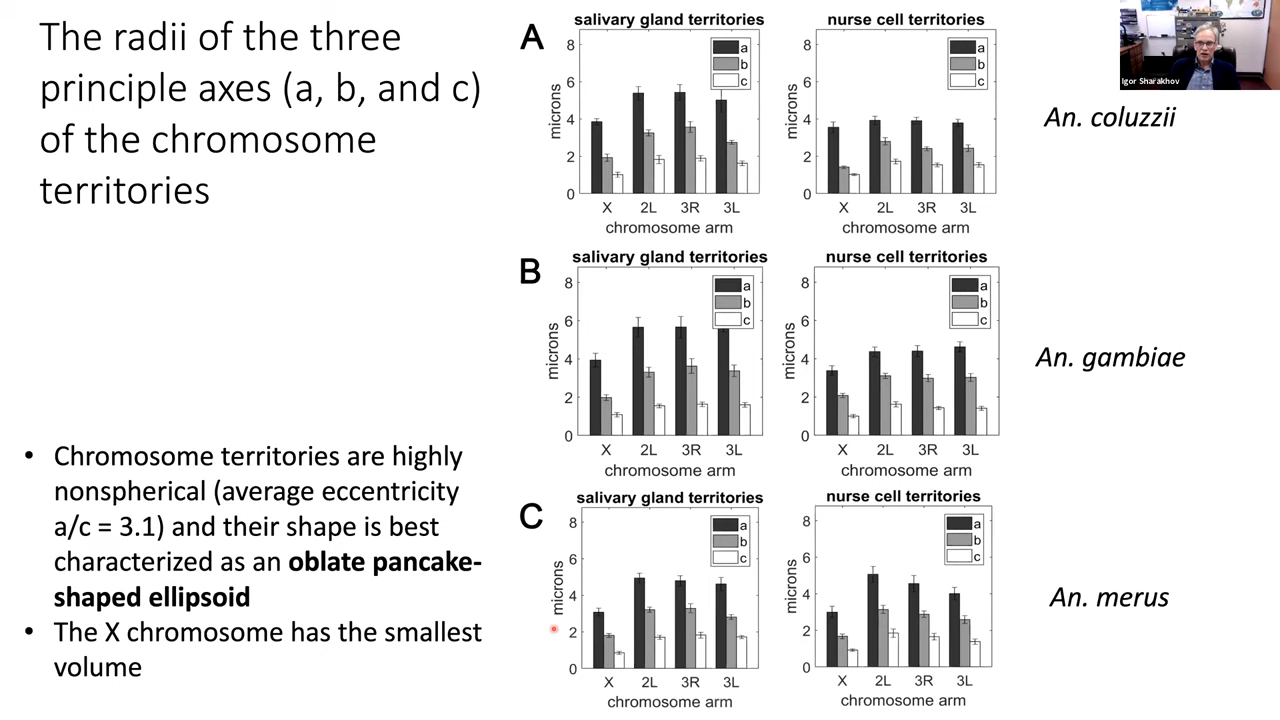 The radii of the three
principle axes (a, b, and c)
of the chromosome
territories
• Chromosome territories are highly
nonspherical (average eccentricity
a/c = 3.1) and their shape is best
characterized as an oblate pancake-
shaped ellipsoid
• The X chromosome has the smallest
volume
A
salivary gland territories
8
6
4
2
0
microns
a
b
c
X 2L 3R 3L
chromosome arm
nurse cell territories
8
6
4
2
0
microns
a
b
c
X 2L 3R 3L
chromosome arm
An. coluzzii
B
salivary gland territories
8
6
4
2
0
microns
a
b
c
X 2L 3R 3L
chromosome arm
nurse cell territories
8
6
4
2
0
microns
a
b
c
X 2L 3R 3L
chromosome arm
An. gambiae
C
salivary gland territories
8
6
4
2
0
microns
a
b
c
X 2L 3R 3L
chromosome arm
nurse cell territories
8
6
4
2
0
microns
a
b
c
X 2L 3R 3L
chromosome arm
An. merus
Igor Sharakhov